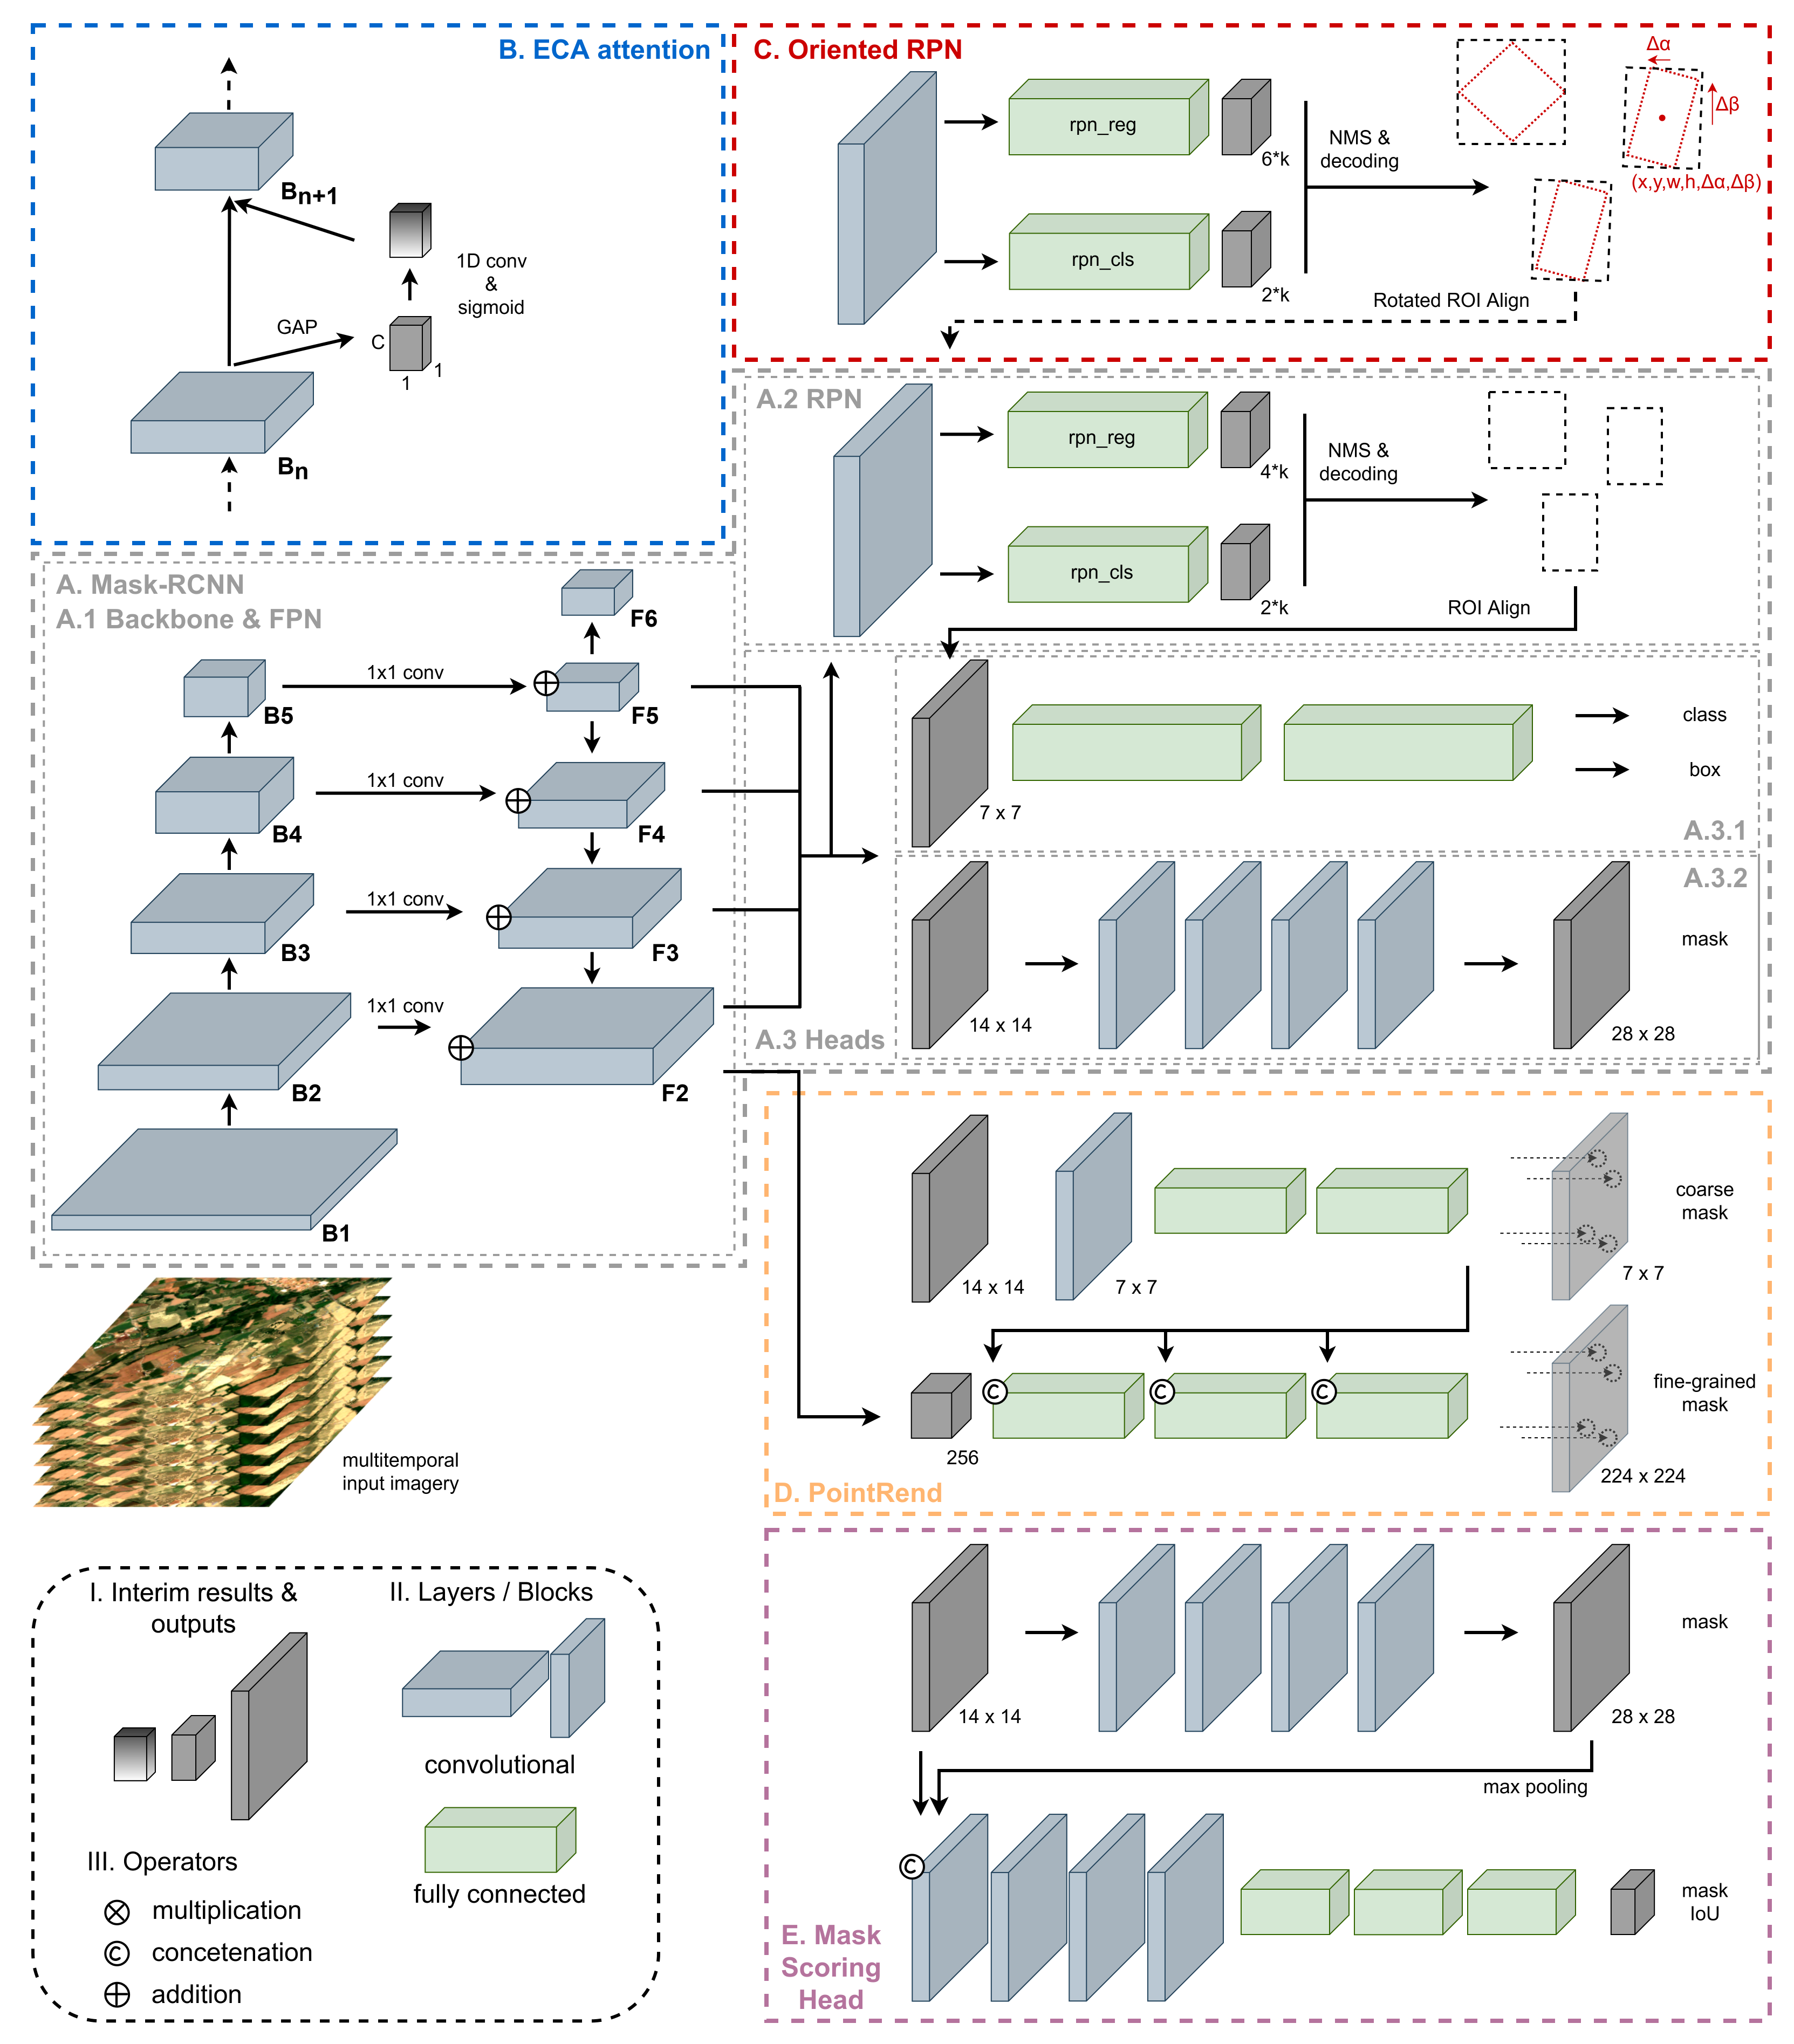 B. ECA attention
B
n+1
1D conv
&
sigmoid
GAP
C
1
1
B
n
C. Oriented RPN
rpn_reg
6*k
rpn_cls
2*k
NMS &
decoding
Δα
Δβ
(x,y,w,h,Δα,Δβ)
Rotated ROI Align
A.2 RPN
rpn_reg
4*k
rpn_cls
2*k
NMS &
decoding
ROI Align
A. Mask-RCNN
A.1 Backbone & FPN
F6
1x1 conv
B5
F5
1x1 conv
B4
F4
1x1 conv
B3
F3
1x1 conv
B2
F2
B1
7 x 7
class
box
A.3.1
A.3.2
14 x 14
mask
28 x 28
A.3 Heads
14 x 14
7 x 7
coarse
mask
7 x 7
256
fine-grained
mask
224 x 224
C
C
C
D. PointRend
multitemporal
input imagery
14 x 14
mask
28 x 28
max pooling
C
mask
IoU
E. Mask
Scoring
Head
I. Interim results &
outputs
II. Layers / Blocks
convolutional
fully connected
III. Operators
multiplication
C concetenation
addition